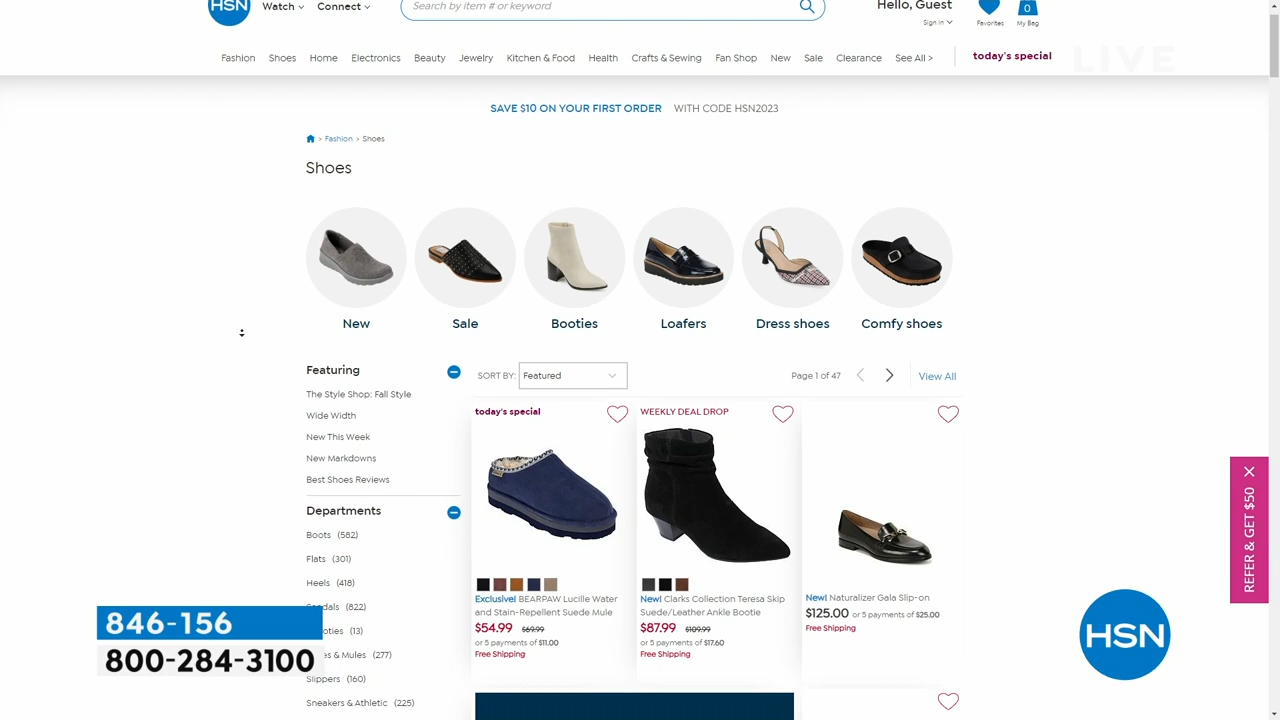 HSN
Watch
Connect
Search by item # or keyword
Hello, Guest
Sign In
Favorites
0
My Bag
Fashion Shoes Home Electronics Beauty Jewelry Kitchen & Food Health Crafts & Sewing Fan Shop New Sale Clearance See All > today's special
LIVE
SAVE $10 ON YOUR FIRST ORDER WITH CODE HSN2023
> Fashion > Shoes
Shoes
New Sale Booties Loafers Dress shoes Comfy shoes
Featuring
The Style Shop: Fall Style
Wide Width
New This Week
New Markdowns
Best Shoes Reviews
Departments
Boots (582)
Flats (301)
Heels (418)
(822)
(13)
& Mules (277)
Slippers (160)
Sneakers & Athletic (225)
SORT BY: Featured
Page 1 of 47
View All
today's special
Exclusive! BEARPAW Lucille Water
and Stain-Repellent Suede Mule
$54.99 $69.99
or 5 payments of $11.00
Free Shipping
WEEKLY DEAL DROP
New! Clarks Collection Teresa Skip
Suede/Leather Ankle Bootie
$87.99 $109.99
or 5 payments of $17.60
Free Shipping
New! Naturalizer Gala Slip-on
$125.00 or 5 payments of $25.00
Free Shipping
REFER & GET $50
846-156
800-284-3100
HSN